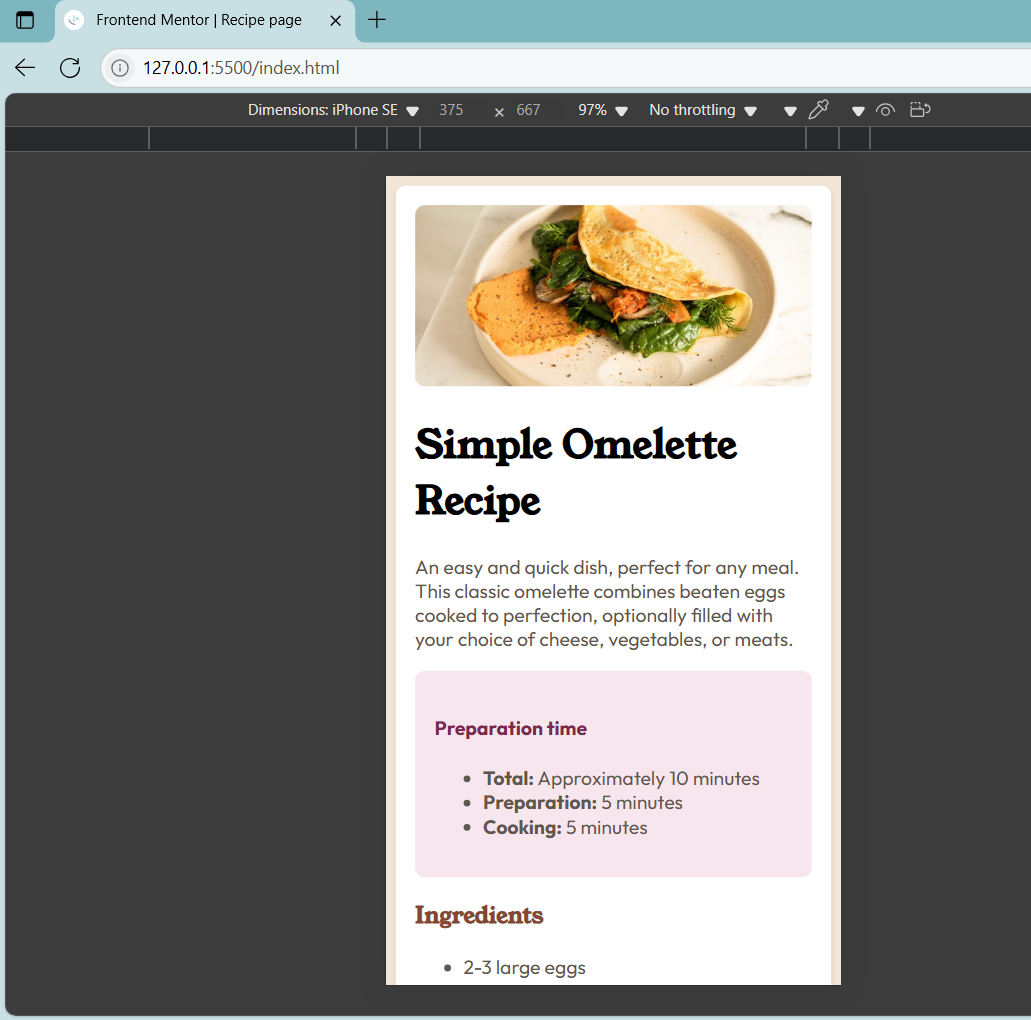 Frontend Mentor | Recipe page
127.0.0.1:5500/index.html
Dimensions: iPhone SE 375 × 667 97% No throttling
Simple Omelette
Recipe
An easy and quick dish, perfect for any meal.
This classic omelette combines beaten eggs
cooked to perfection, optionally filled with
your choice of cheese, vegetables, or meats.
Preparation time
• Total: Approximately 10 minutes
• Preparation: 5 minutes
• Cooking: 5 minutes
Ingredients
• 2-3 large eggs